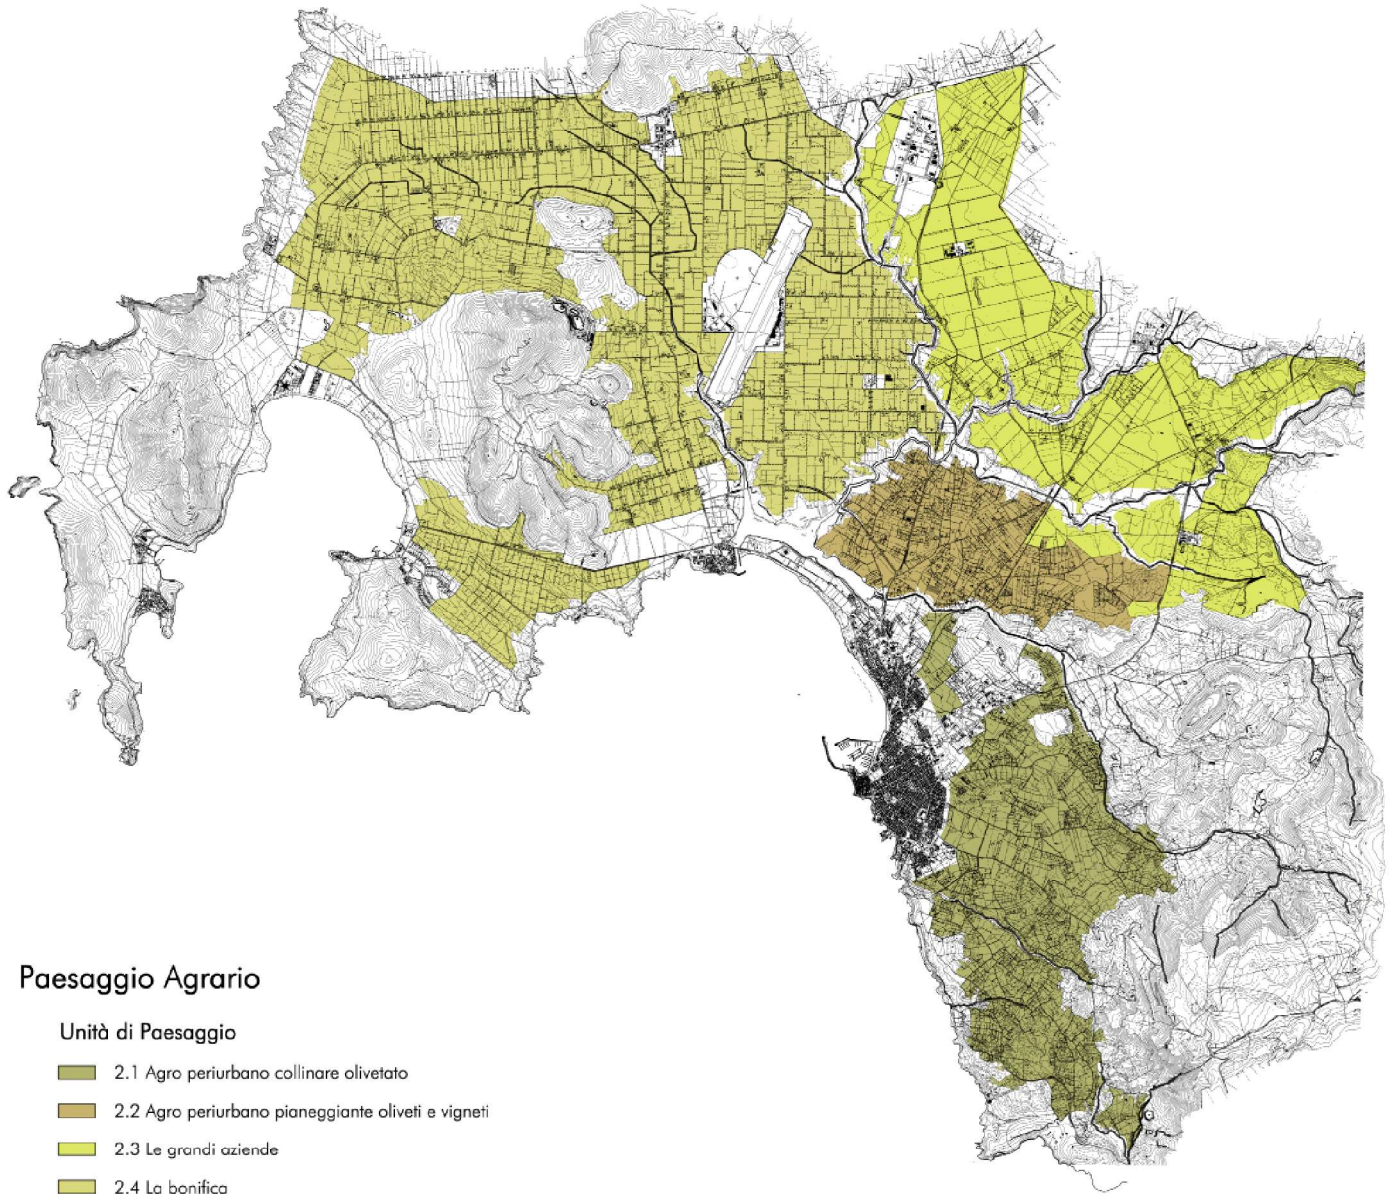 Paesaggio Agrario
Unità di Paesaggio
2.1 Agro periurbano collinare olivetato
2.2 Agro periurbano pianeggiante oliveti e vigneti
2.3 Le grandi aziende
2.4 La bonifica